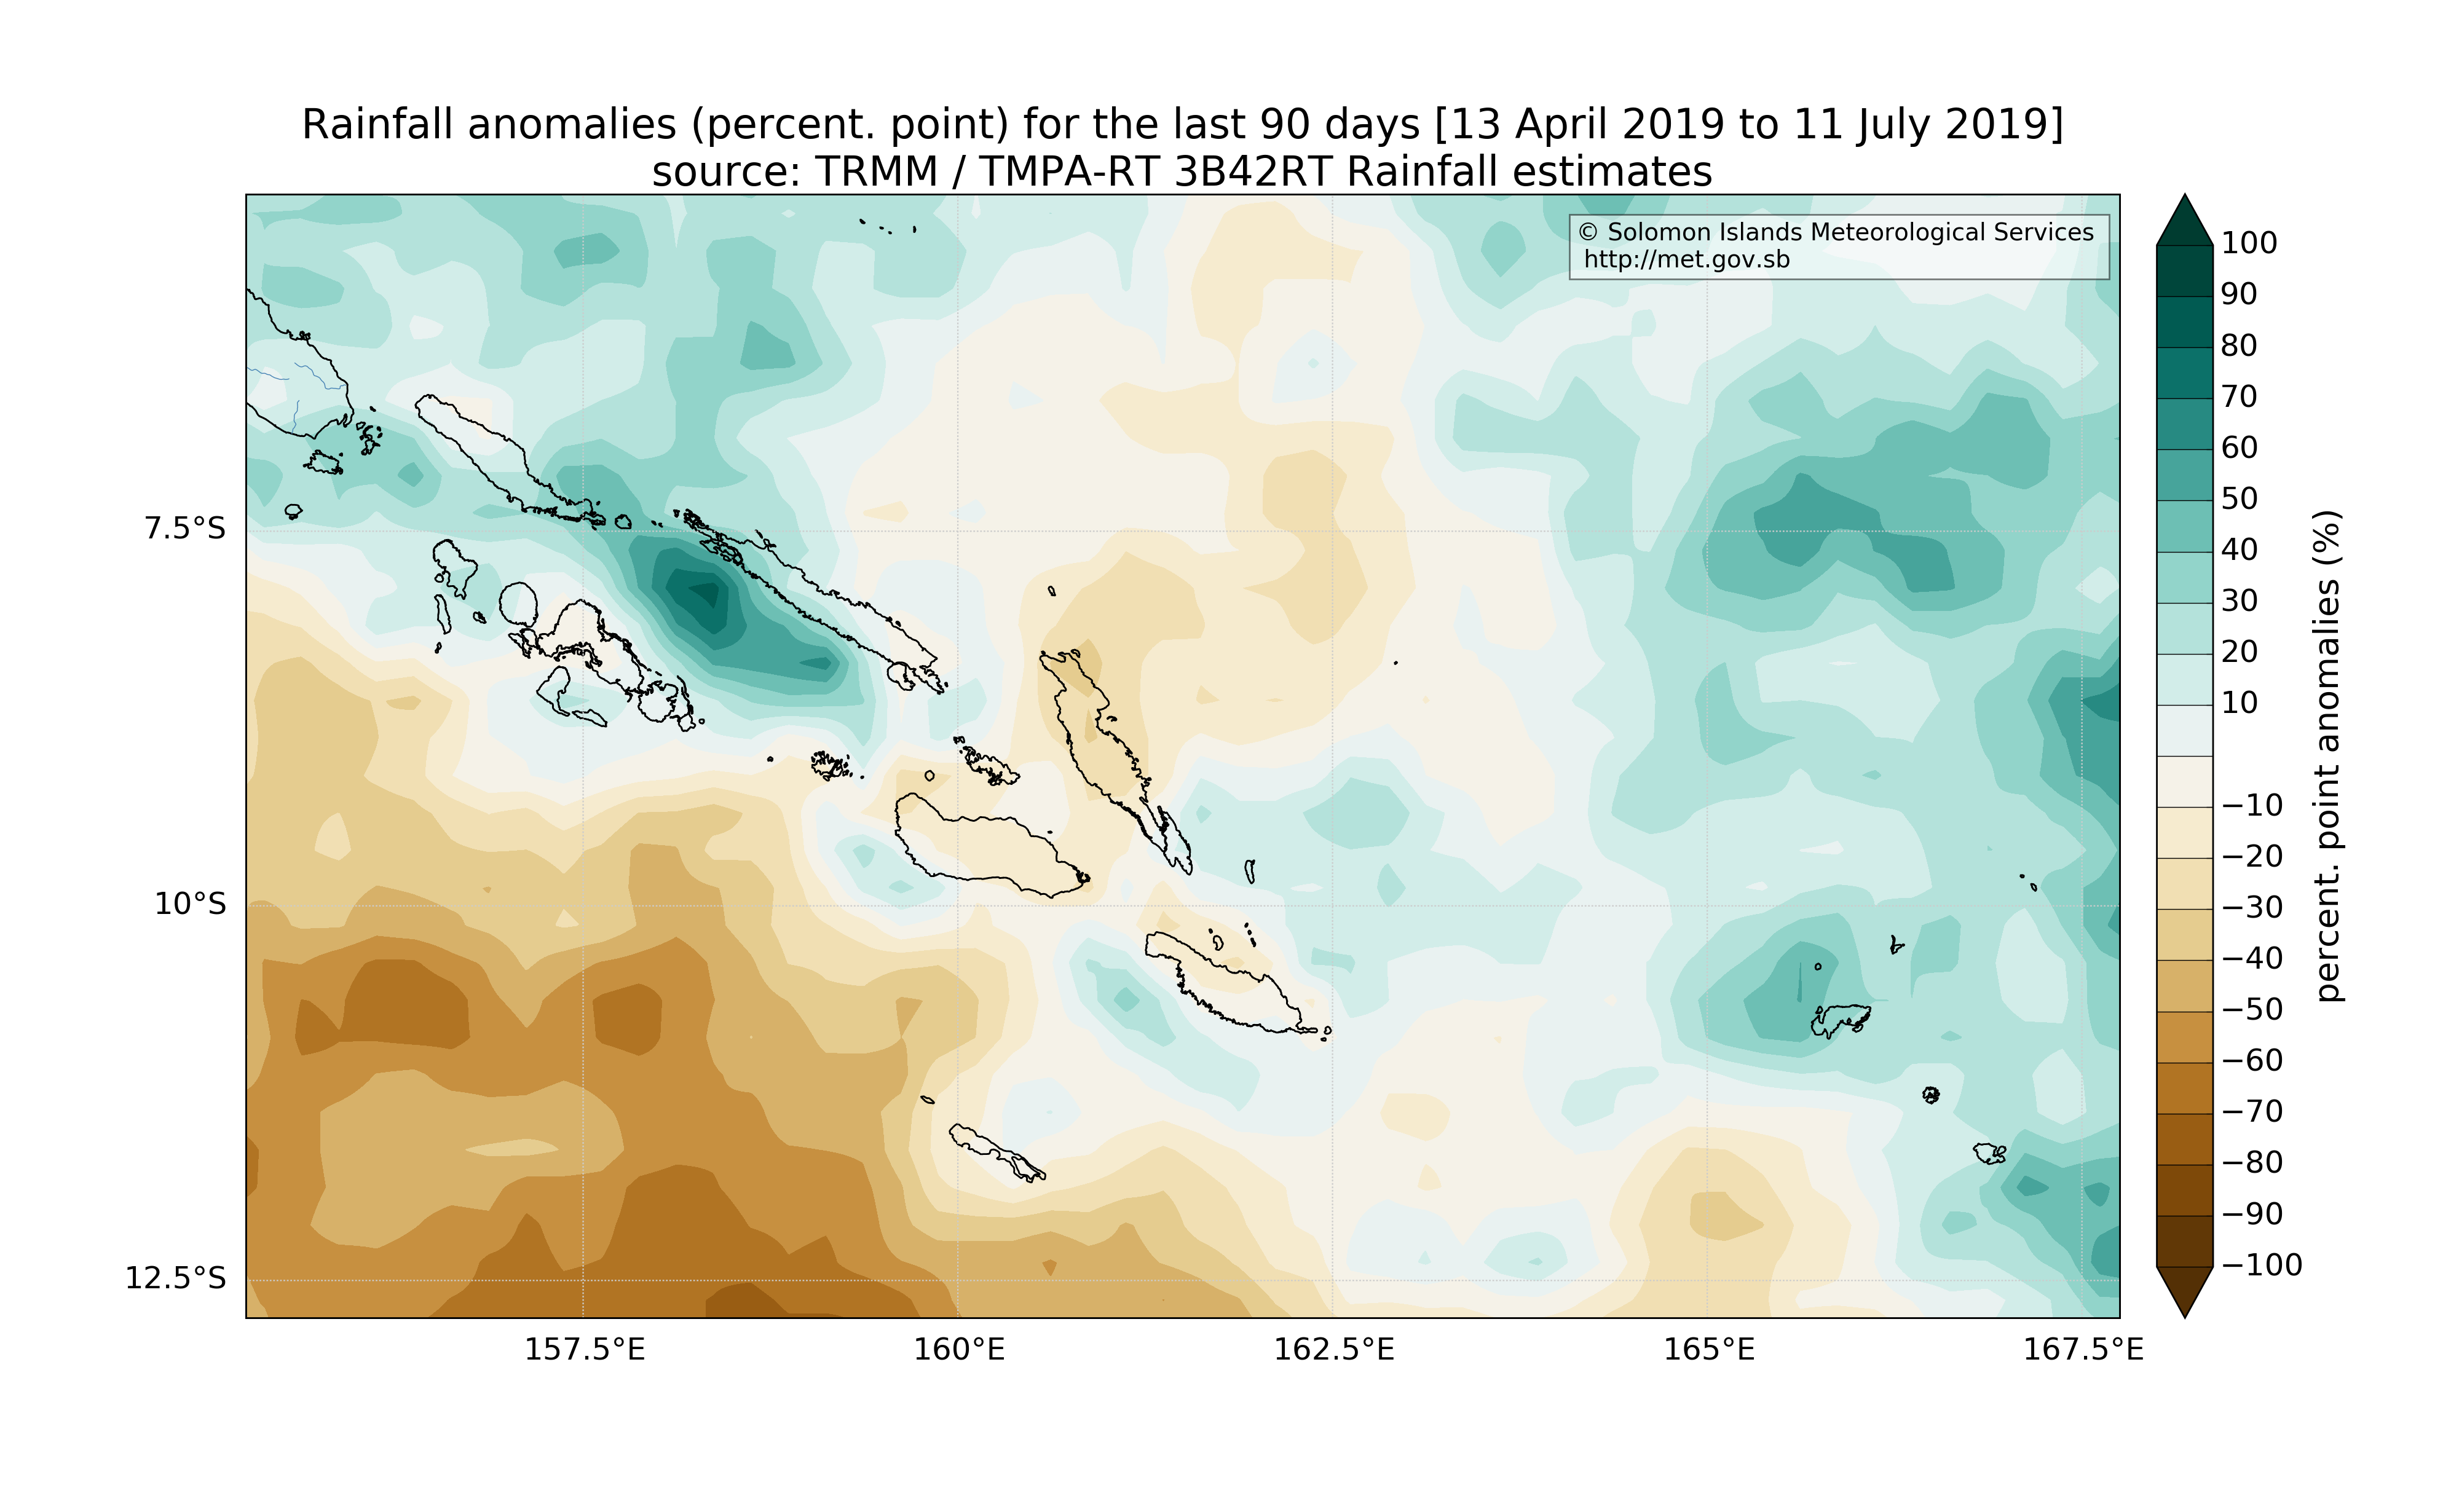 Rainfall anomalies (percent. point) for the last 90 days [13 April 2019 to 11 July 2019]
source: TRMM / TMPA-RT 3B42RT Rainfall estimates
© Solomon Islands Meteorological Services
http://met.gov.sb
7.5°S
10°S
12.5°S
157.5°E
160°E
162.5°E
165°E
167.5°E
100
90
80
70
60
50
40
30
20
10
−10
−20
−30
−40
−50
−60
−70
−80
−90
−100
percent. point anomalies (%)